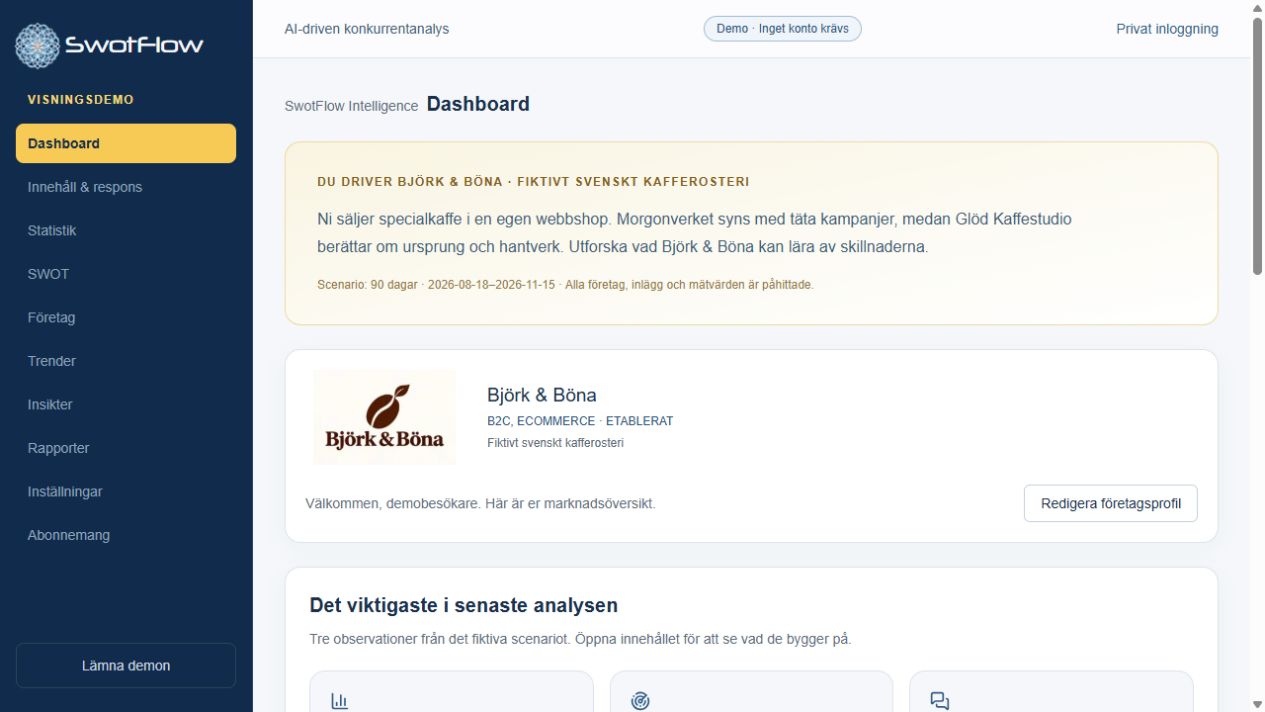 SwotFlow
VISNINGSDEMO
Dashboard
Innehåll & respons
Statistik
SWOT
Företag
Trender
Insikter
Rapporter
Inställningar
Abonnemang
Lämna demon
AI-driven konkurrentanalys
Demo · Inget konto krävs
Privat inloggning
SwotFlow Intelligence Dashboard
DU DRIVER BJÖRK & BÖNA · FIKTIVT SVENSKT KAFFEROSTERI
Ni säljer specialkaffe i en egen webbshop. Morgonverket syns med täta kampanjer, medan Glöd Kaffestudio
berättar om ursprung och hantverk. Utforska vad Björk & Böna kan lära av skillnaderna.
Scenario: 90 dagar · 2026-08-18–2026-11-15 · Alla företag, inlägg och mätvärden är påhittade.
Björk & Böna
Björk & Böna
B2C, ECOMMERCE · ETABLERAT
Fiktivt svenskt kafferosteri
Välkommen, demobesökare. Här är er marknadsöversikt.
Redigera företagsprofil
Det viktigaste i senaste analysen
Tre observationer från det fiktiva scenariot. Öppna innehållet för att se vad de bygger på.